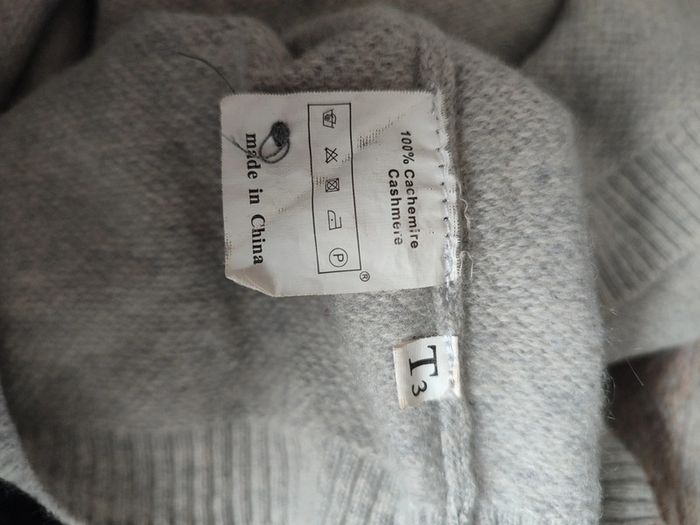 100% Cachemire
Cashmere
P
®
made in China
T3